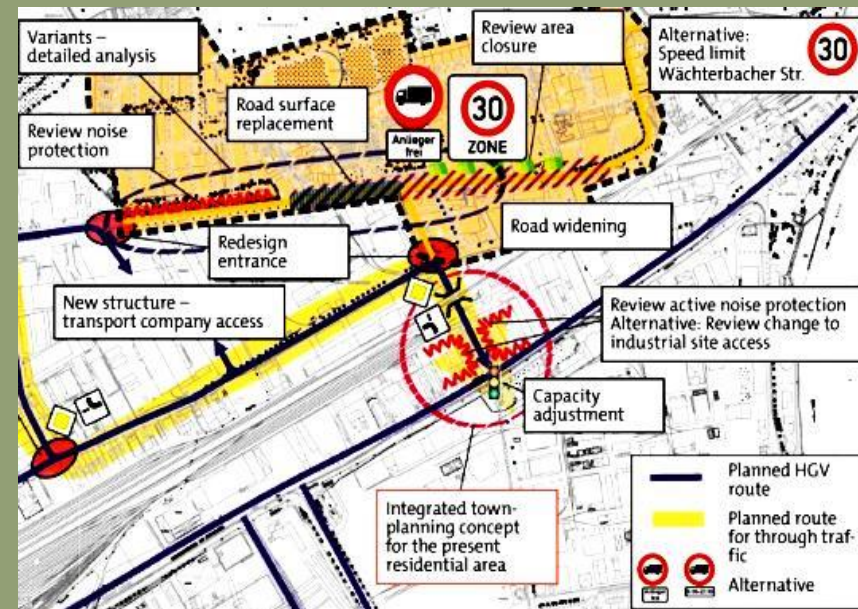 Variants –
detailed analysis
Review area
closure
Alternative:
Speed limit
Wächterbacher Str.
30
Road surface
replacement
Review noise
protection
Anlieger
frei
30
ZONE
Redesign
entrance
Road widening
New structure –
transport company access
Review active noise protection
Alternative: Review change to
industrial site access
Capacity
adjustment
Integrated town-
planning concept
for the present
residential area
Planned HGV
route
Planned route
for through traf-
fic
Alternative